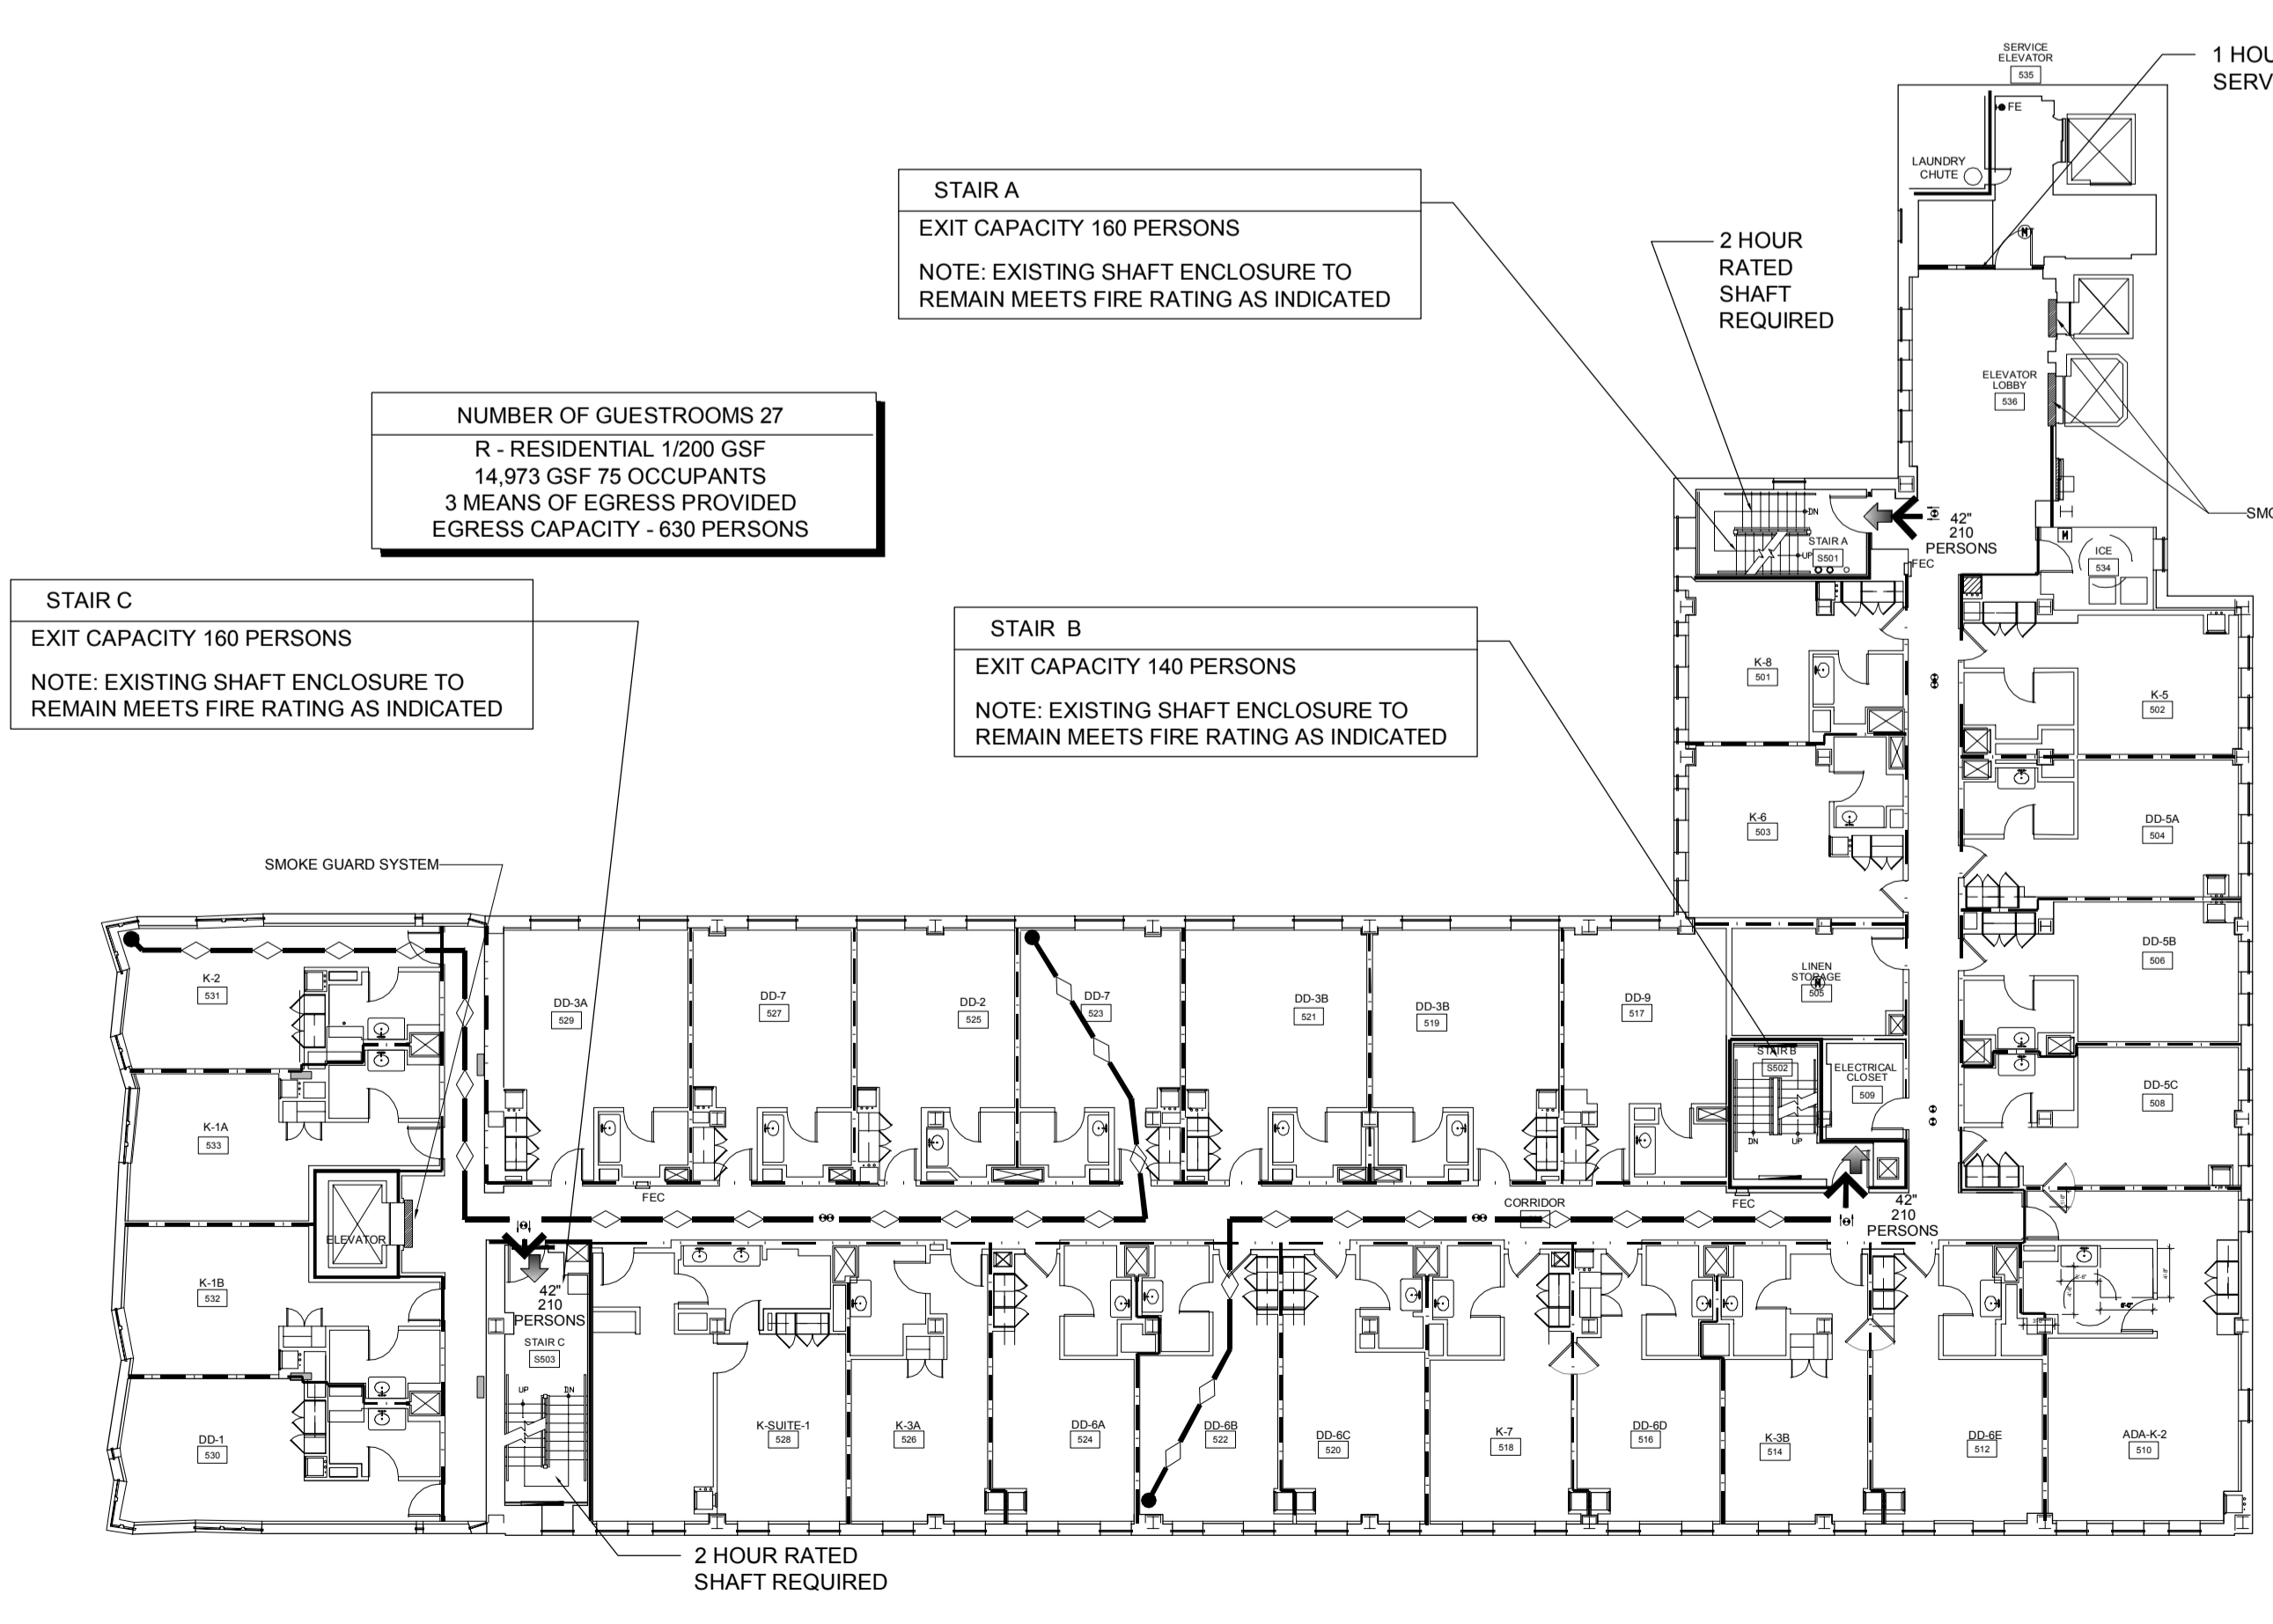 SERVICE
ELEVATOR
535
1 HOU
SERV
FE
LAUNDRY
CHUTE
STAIR A
EXIT CAPACITY 160 PERSONS
NOTE: EXISTING SHAFT ENCLOSURE TO
REMAIN MEETS FIRE RATING AS INDICATED
2 HOUR
RATED
SHAFT
REQUIRED
ELEVATOR
LOBBY
536
NUMBER OF GUESTROOMS 27
R - RESIDENTIAL 1/200 GSF
14,973 GSF 75 OCCUPANTS
3 MEANS OF EGRESS PROVIDED
EGRESS CAPACITY - 630 PERSONS
SMO
DN
UP
STAIR A
S501
42"
210
PERSONS
FEC
ICE
534
STAIR C
EXIT CAPACITY 160 PERSONS
NOTE: EXISTING SHAFT ENCLOSURE TO
REMAIN MEETS FIRE RATING AS INDICATED
STAIR B
EXIT CAPACITY 140 PERSONS
NOTE: EXISTING SHAFT ENCLOSURE TO
REMAIN MEETS FIRE RATING AS INDICATED
K-8
501
K-5
502
K-6
503
DD-5A
504
SMOKE GUARD SYSTEM
K-2
531
DD-3A
529
DD-7
527
DD-2
525
DD-7
523
DD-3B
521
DD-3B
519
DD-9
517
LINEN
STORAGE
505
DD-5B
506
STAIR B
S502
DN
UP
ELECTRICAL
CLOSET
509
DD-5C
508
K-1A
533
FEC
CORRIDOR
FEC
42"
210
PERSONS
ELEVATOR
K-1B
532
42"
210
PERSONS
STAIR C
S503
UP
DN
DD-1
530
K-SUITE-1
528
K-3A
526
DD-6A
524
DD-6B
522
DD-6C
520
K-7
518
DD-6D
516
K-3B
514
DD-6E
512
ADA-K-2
510
2 HOUR RATED
SHAFT REQUIRED